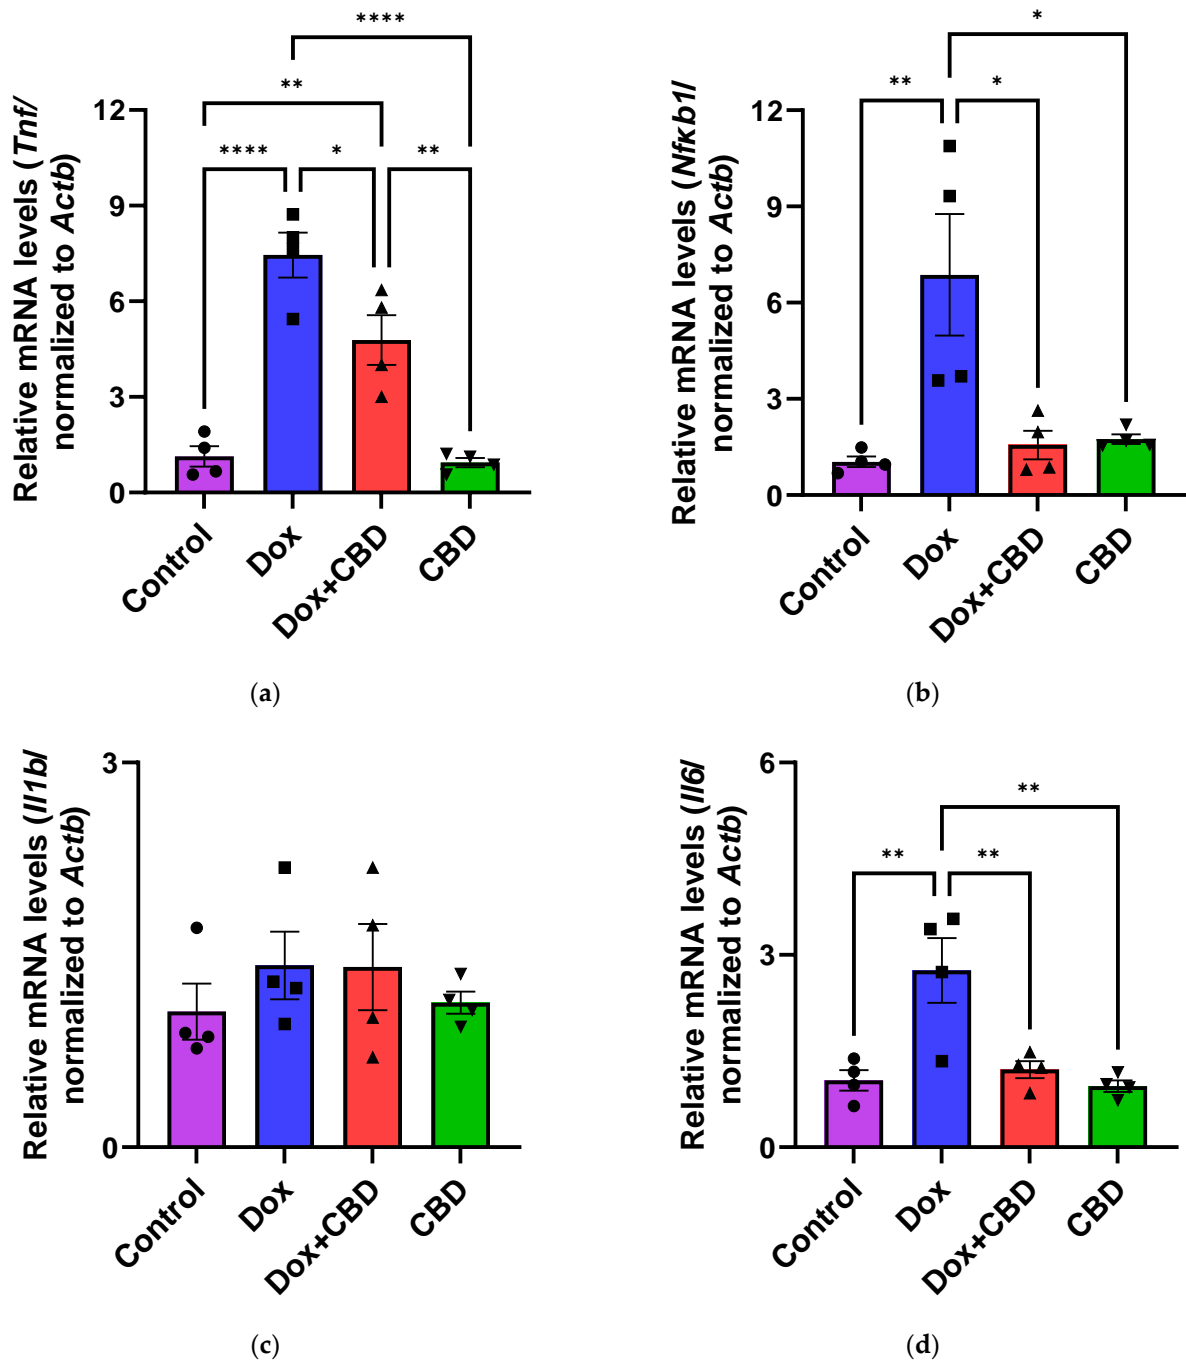 ****
**
**** * **
12
9
6
3
0
Relative mRNA levels (Tnf/
normalized to Actb)
Control
Dox
Dox+CBD
CBD
(a)
*
** *
12
9
6
3
0
Relative mRNA levels (Nfκb1/
normalized to Actb)
Control
Dox
Dox+CBD
CBD
(b)
3
0
Relative mRNA levels (Il1b/
normalized to Actb)
Control
Dox
Dox+CBD
CBD
(c)
**
** **
6
3
0
Relative mRNA levels (Il6/
normalized to Actb)
Control
Dox
Dox+CBD
CBD
(d)